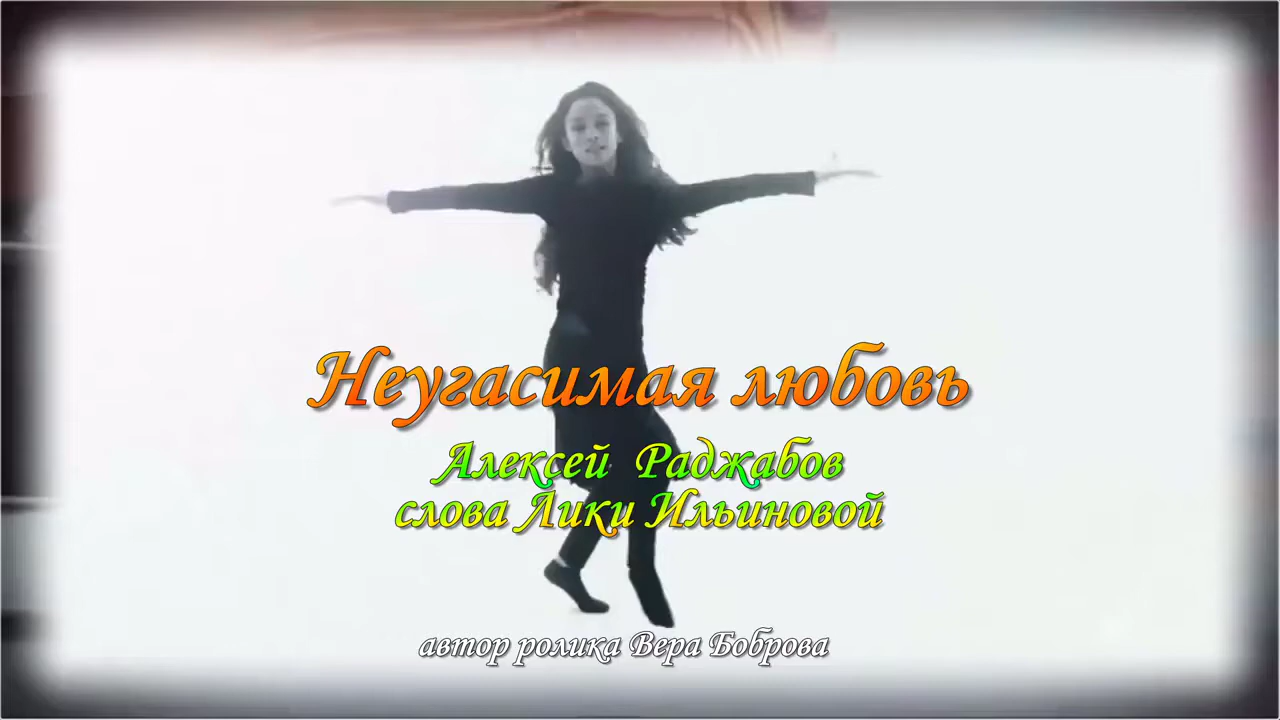 Неугасимая любовь
Алексей Раджабов
слова Лики Ильиновой
автор ролика Вера Боброва